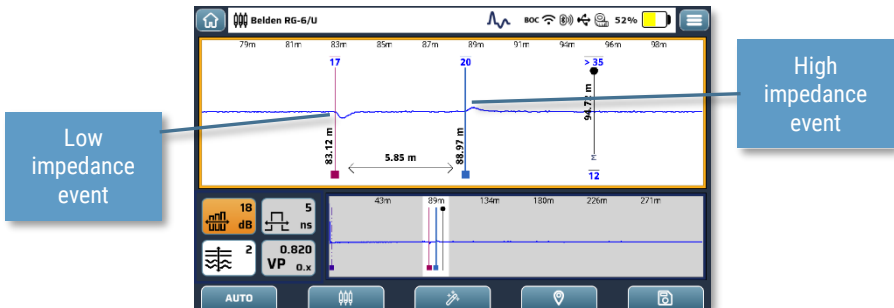 Belden RG-6/U
BOC
52%
79m 81m 83m 85m 87m 89m 91m 94m 96m 98m
17
20
> 35
94.72 m
83.12 m
5.85 m
88.97 m
M
12
Low
impedance
event
High
impedance
event
18
dB
5
ns
2
0.820
VP 0.x
43m 89m 134m 180m 226m 271m
AUTO